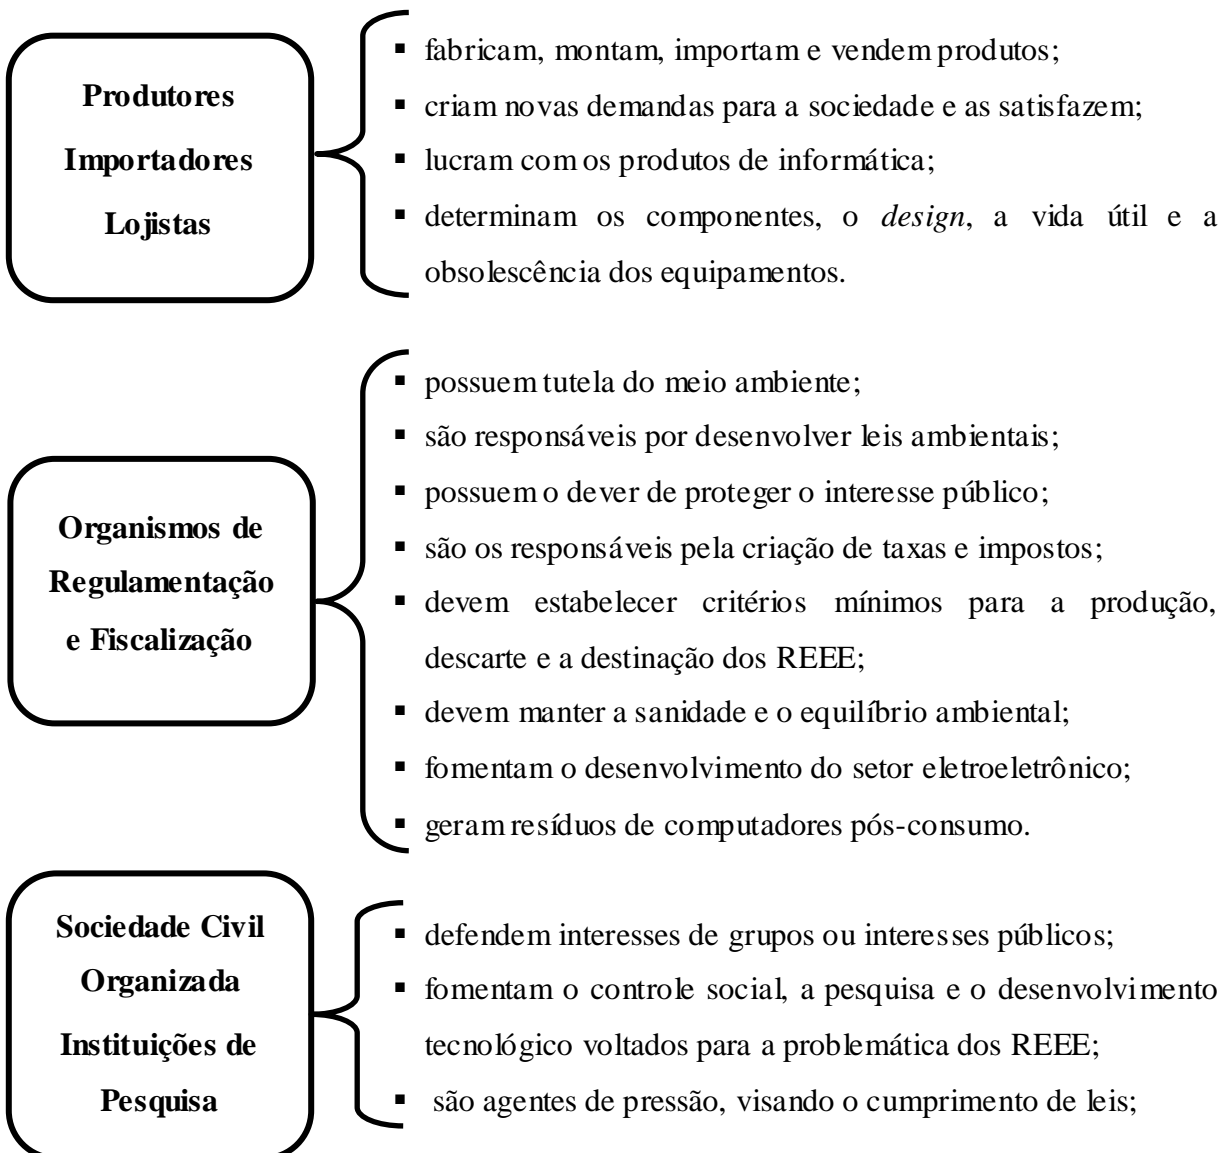 Produtores
Importadores
Lojistas
▪ fabricam, montam, importam e vendem produtos;
▪ criam novas demandas para a sociedade e as satisfazem;
▪ lucram com os produtos de informática;
▪ determinam os componentes, o design, a vida útil e a
obsolescência dos equipamentos.
Organismos de
Regulamentação
e Fiscalização
▪ possuem tutela do meio ambiente;
▪ são responsáveis por desenvolver leis ambientais;
▪ possuem o dever de proteger o interesse público;
▪ são os responsáveis pela criação de taxas e impostos;
▪ devem estabelecer critérios mínimos para a produção,
descarte e a destinação dos REEE;
▪ devem manter a sanidade e o equilíbrio ambiental;
▪ fomentam o desenvolvimento do setor eletroeletrônico;
▪ geram resíduos de computadores pós-consumo.
Sociedade Civil
Organizada
Instituições de
Pesquisa
▪ defendem interesses de grupos ou interesses públicos;
▪ fomentam o controle social, a pesquisa e o desenvolvimento
tecnológico voltados para a problemática dos REEE;
▪ são agentes de pressão, visando o cumprimento de leis;